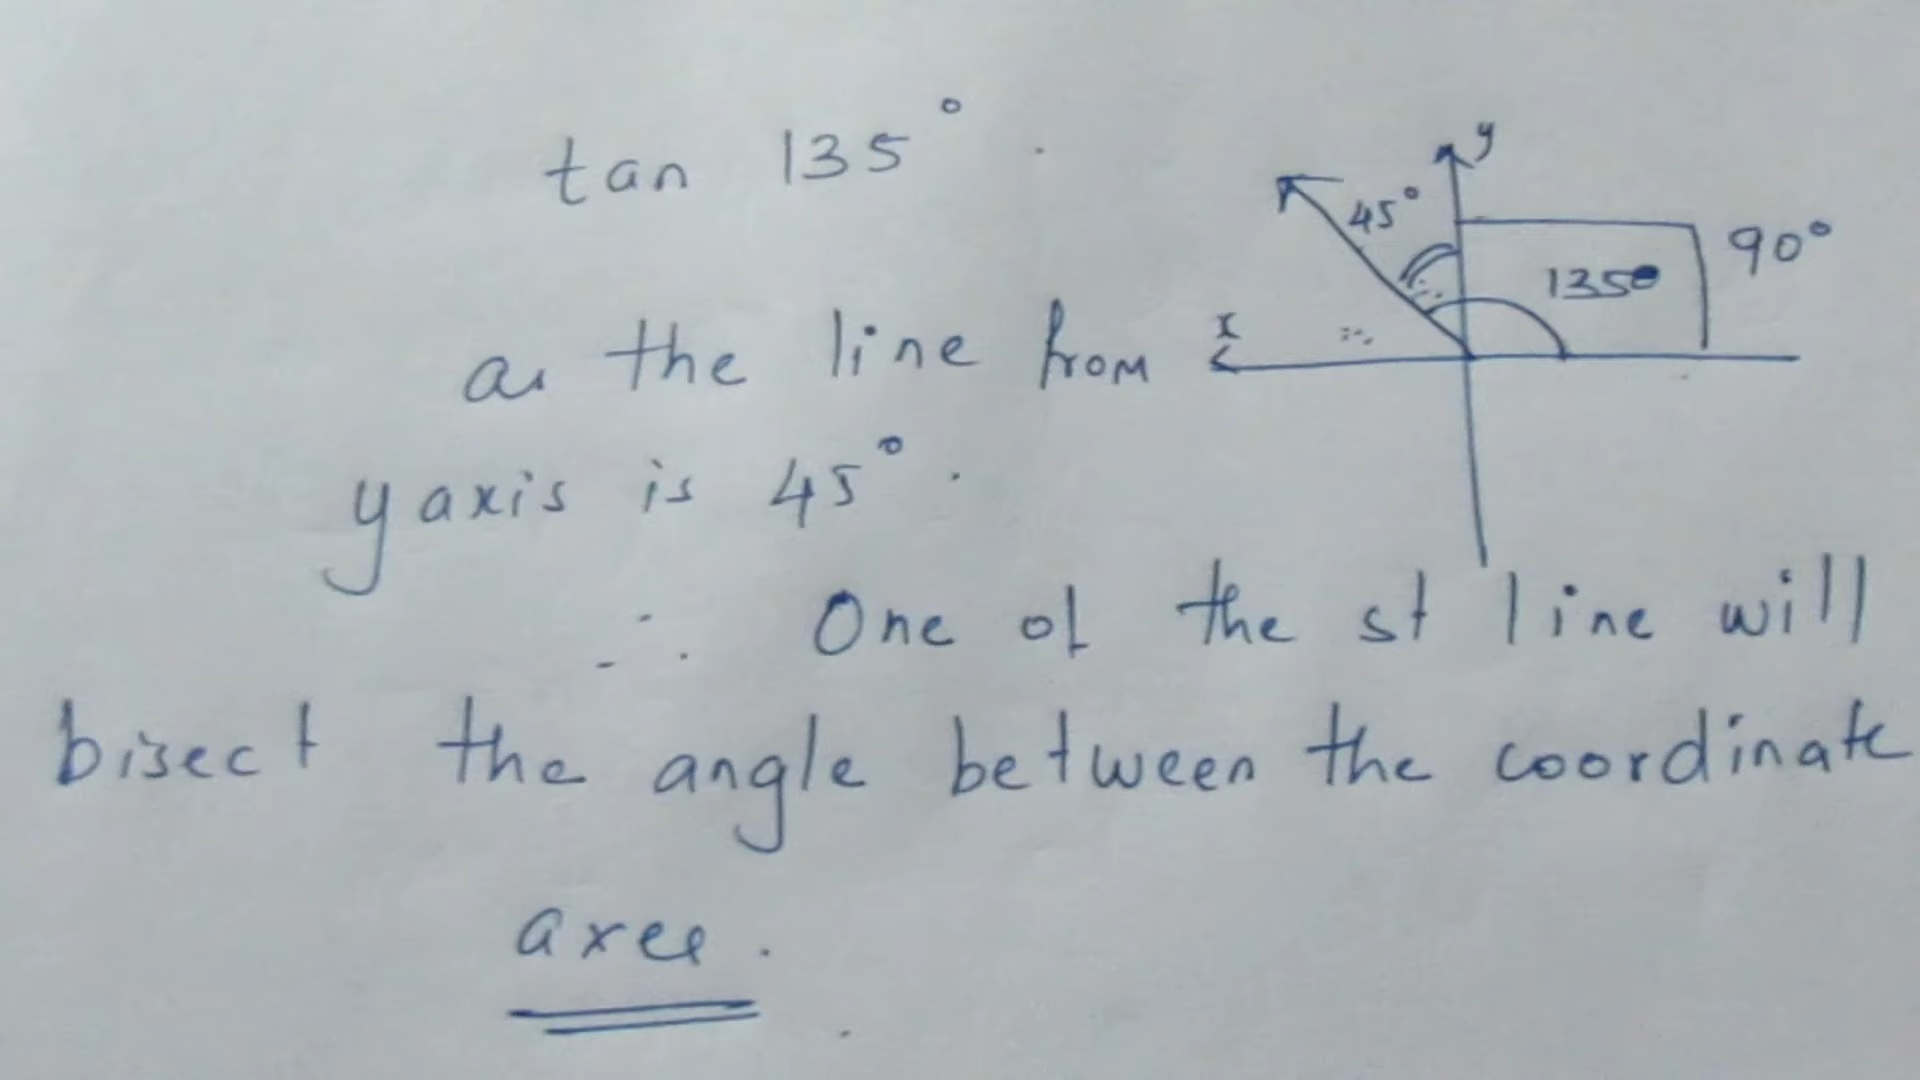 tan 135°.
as the line from
y axis is 45°.
∴ One of the st line will
bisect the angle between the coordinate
axes.
y
45°
90°
135°
x